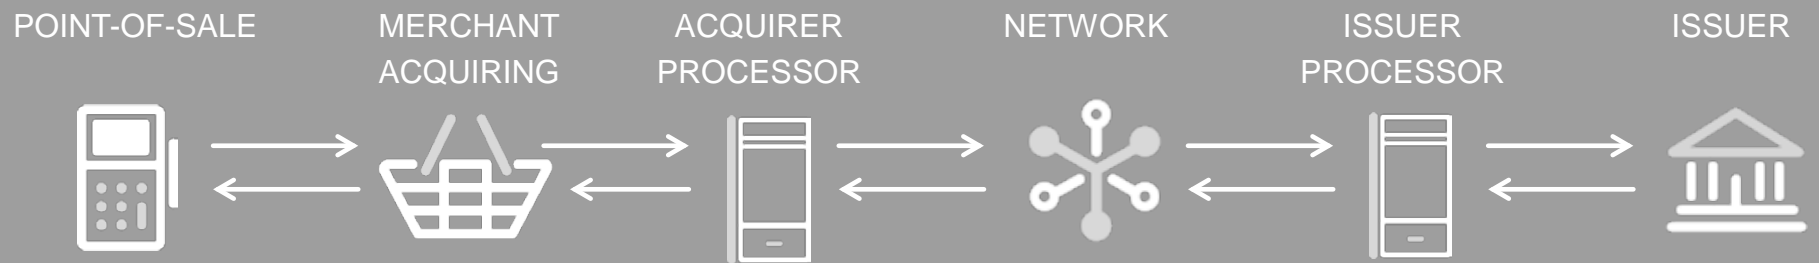 POINT-OF-SALE
MERCHANT
ACQUIRING
ACQUIRER
PROCESSOR
NETWORK
ISSUER
PROCESSOR
ISSUER